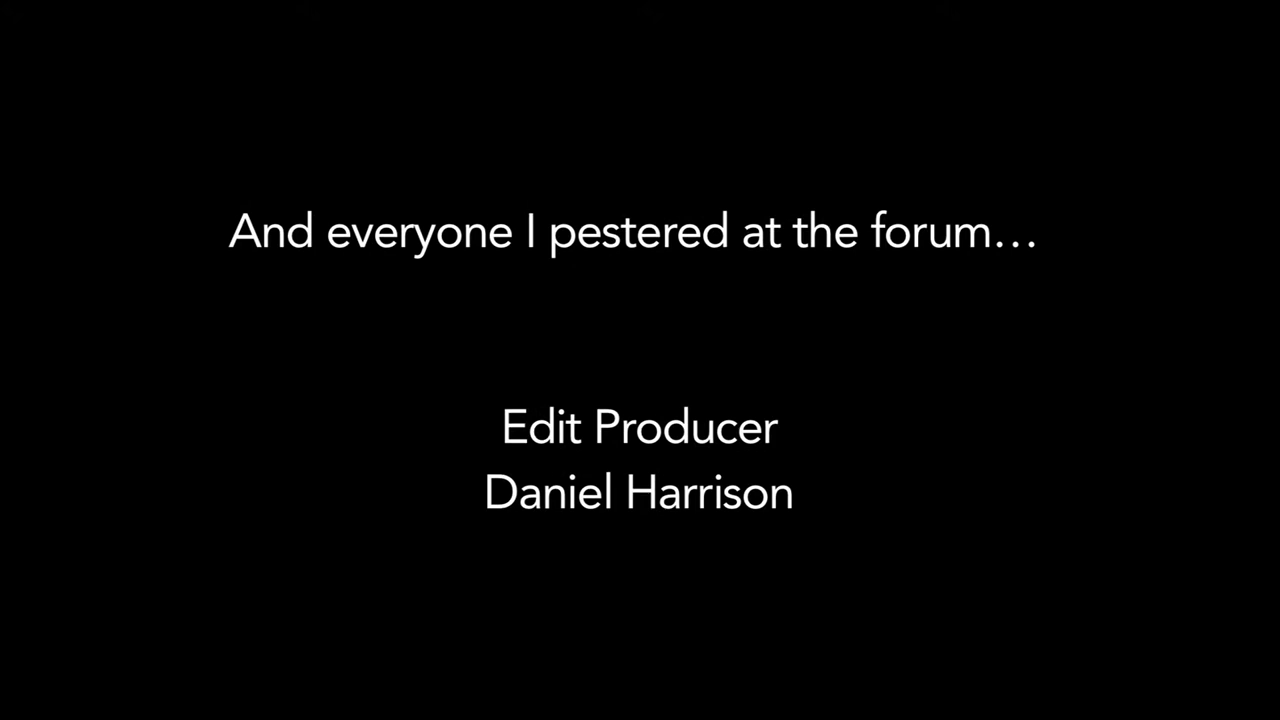 And everyone I pestered at the forum…
Edit Producer
Daniel Harrison